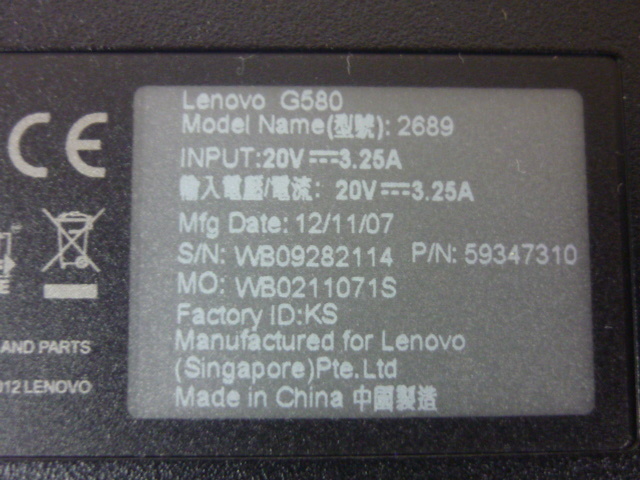 Lenovo G580
Model Name(型號): 2689
INPUT:20V⎓3.25A
輸入電壓/電流: 20V⎓3.25A
Mfg Date: 12/11/07
S/N: WB09282114 P/N: 59347310
MO: WB0211071S
Factory ID:KS
Manufactured for Lenovo
(Singapore)Pte.Ltd
Made in China 中國製造
CE
AND PARTS
012 LENOVO